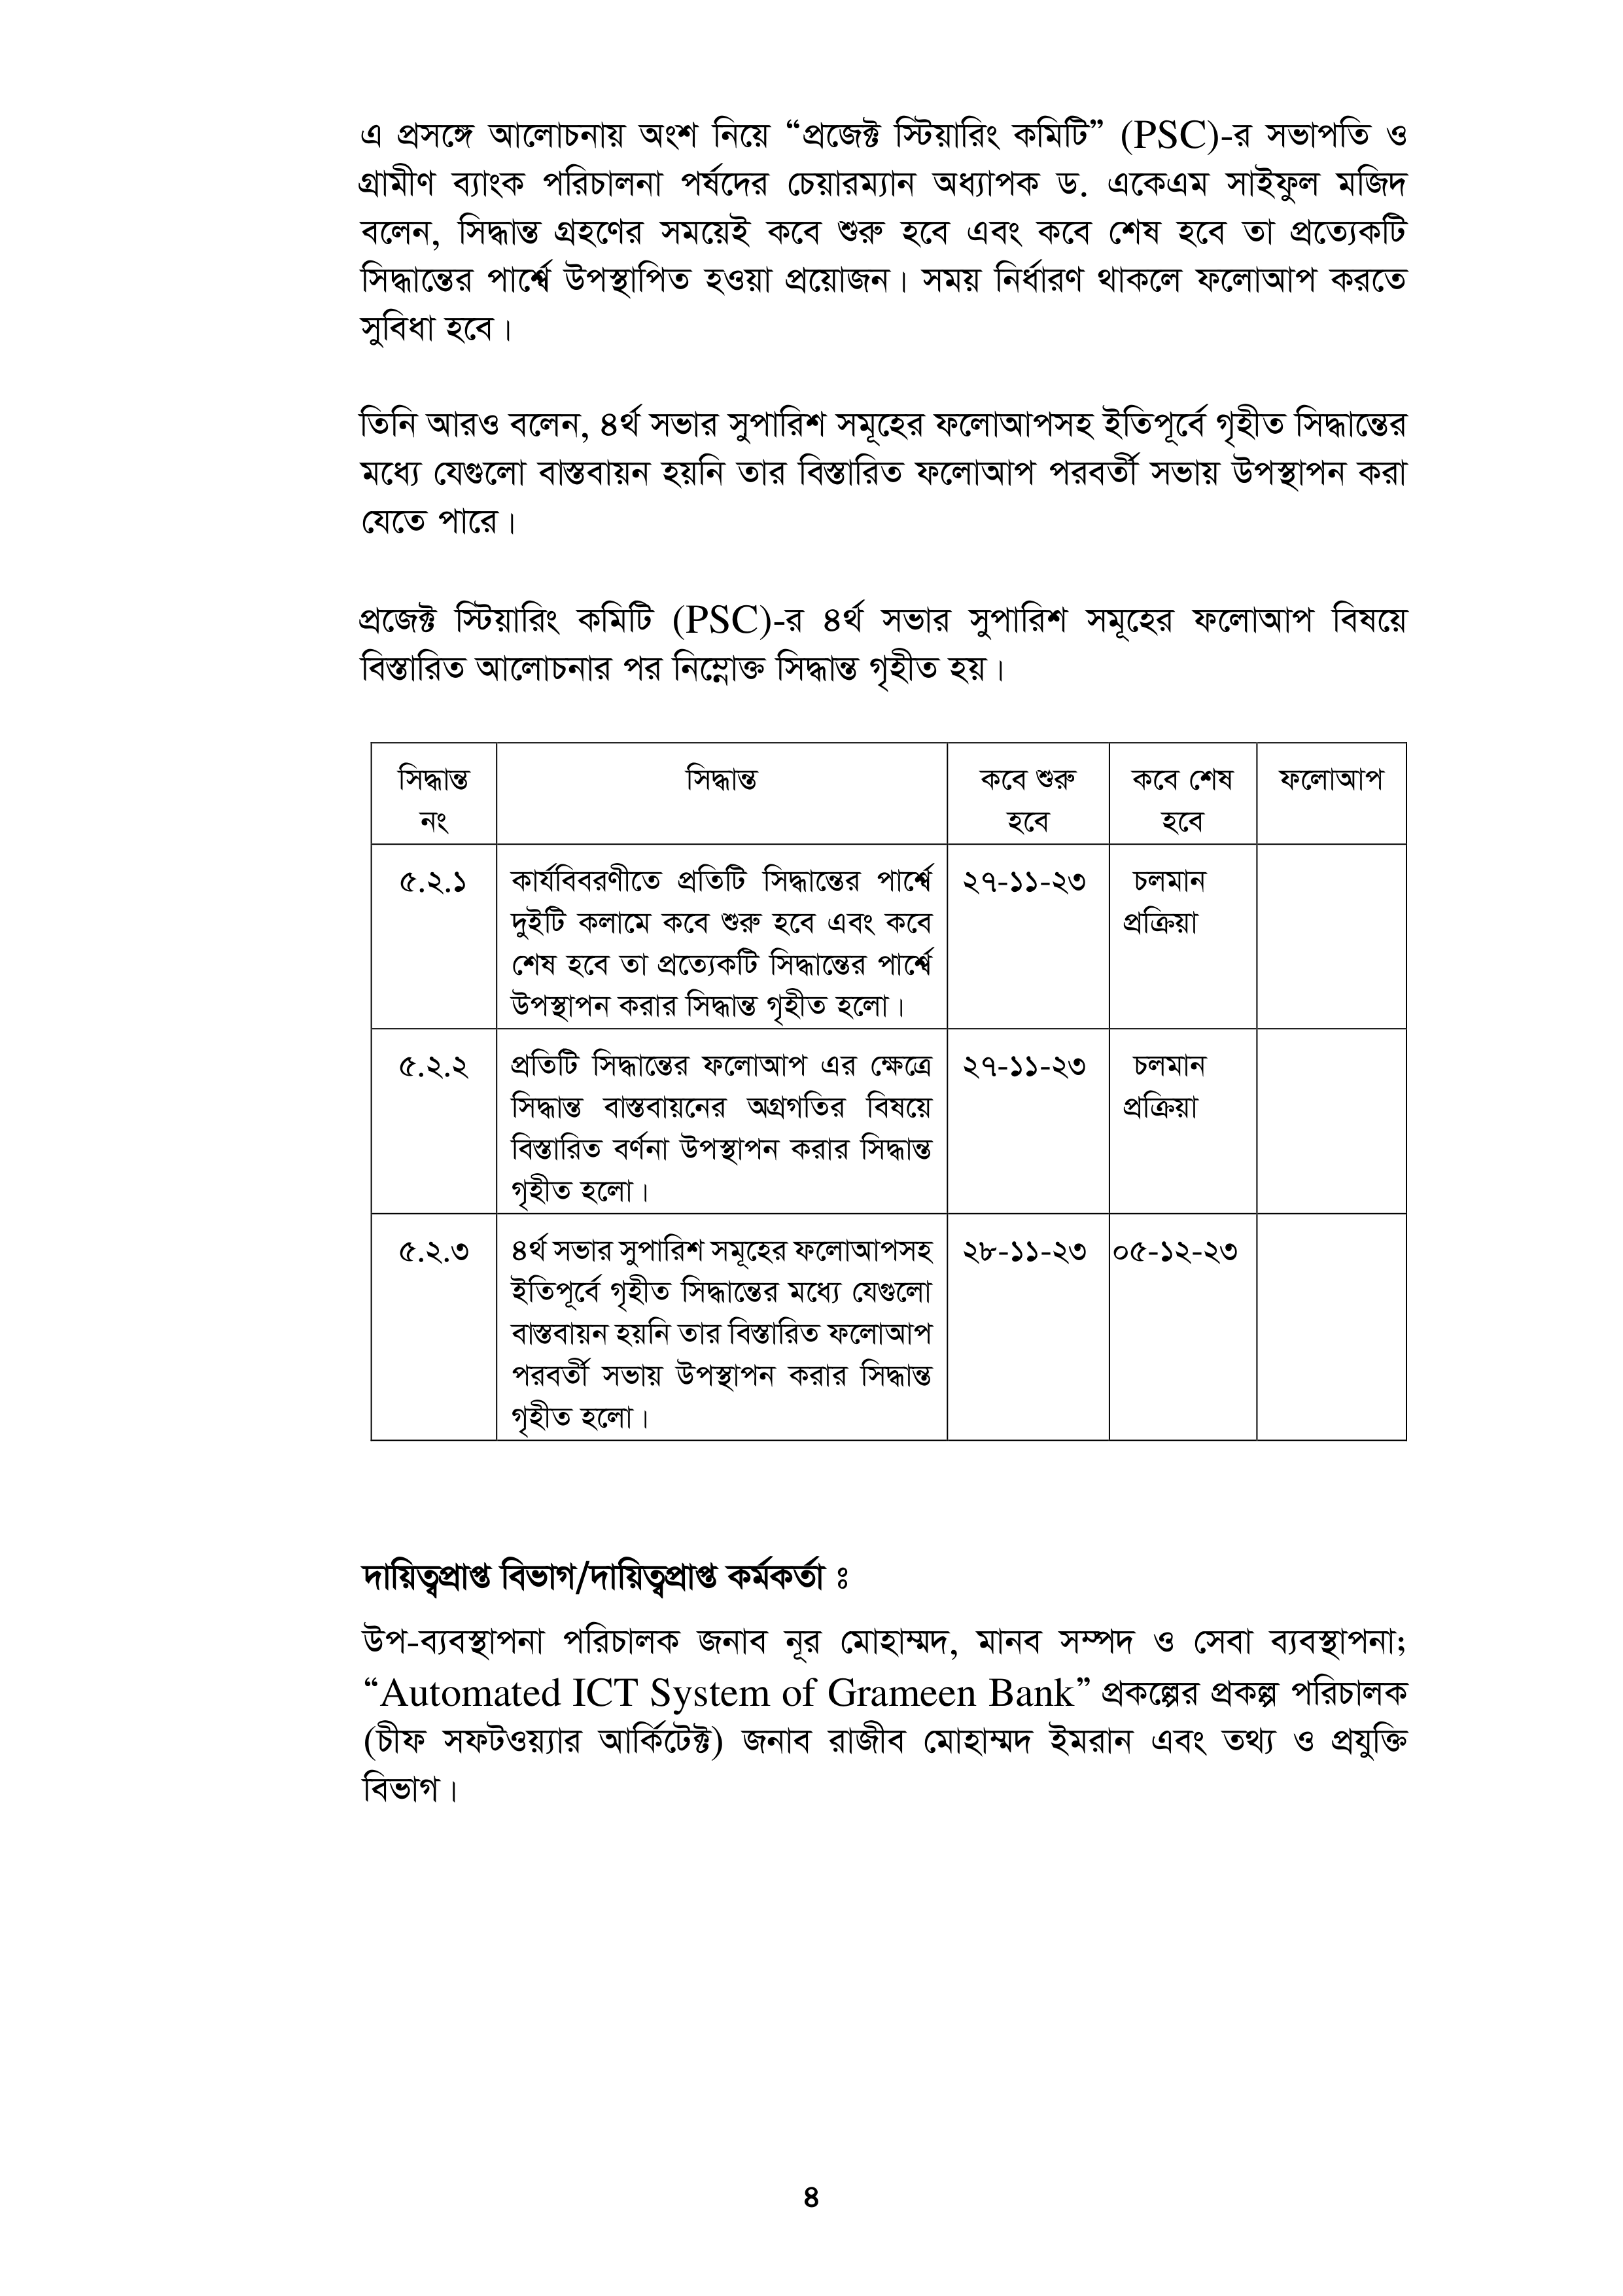 এ প্রসঙ্গে আলোচনায় অংশ নিয়ে “প্রজেক্ট স্টিয়ারিং কমিটি” (PSC)-র সভাপতি ও
গ্রামীণ ব্যাংক পরিচালনা পর্ষদের চেয়ারম্যান অধ্যাপক ড. একেএম সাইফুল মজিদ
বলেন, সিদ্ধান্ত গ্রহণের সময়েই কবে শুরু হবে এবং কবে শেষ হবে তা প্রত্যেকটি
সিদ্ধান্তের পার্শ্বে উপস্থাপিত হওয়া প্রয়োজন। সময় নির্ধারণ থাকলে ফলোআপ করতে
সুবিধা হবে।
তিনি আরও বলেন, ৪র্থ সভার সুপারিশ সমূহের ফলোআপসহ ইতিপূর্বে গৃহীত সিদ্ধান্তের
মধ্যে যেগুলো বাস্তবায়ন হয়নি তার বিস্তারিত ফলোআপ পরবর্তী সভায় উপস্থাপন করা
যেতে পারে।
প্রজেক্ট স্টিয়ারিং কমিটি (PSC)-র ৪র্থ সভার সুপারিশ সমূহের ফলোআপ বিষয়ে
বিস্তারিত আলোচনার পর নিম্নোক্ত সিদ্ধান্ত গৃহীত হয়।
সিদ্ধান্ত সিদ্ধান্ত কবে শুরু কবে শেষ ফলোআপ
নং হবে হবে
৫.২.১ কার্যবিবরণীতে প্রতিটি সিদ্ধান্তের পার্শ্বে ২৭-১১-২৩ চলমান
দুইটি কলামে কবে শুরু হবে এবং কবে প্রক্রিয়া
শেষ হবে তা প্রত্যেকটি সিদ্ধান্তের পার্শ্বে
উপস্থাপন করার সিদ্ধান্ত গৃহীত হলো।
৫.২.২ প্রতিটি সিদ্ধান্তের ফলোআপ এর ক্ষেত্রে ২৭-১১-২৩ চলমান
সিদ্ধান্ত বাস্তবায়নের অগ্রগতির বিষয়ে প্রক্রিয়া
বিস্তারিত বর্ণনা উপস্থাপন করার সিদ্ধান্ত
গৃহীত হলো।
৫.২.৩ ৪র্থ সভার সুপারিশ সমূহের ফলোআপসহ ২৮-১১-২৩ ০৫-১২-২৩
ইতিপূর্বে গৃহীত সিদ্ধান্তের মধ্যে যেগুলো
বাস্তবায়ন হয়নি তার বিস্তারিত ফলোআপ
পরবর্তী সভায় উপস্থাপন করার সিদ্ধান্ত
গৃহীত হলো।
দায়িত্বপ্রাপ্ত বিভাগ/দায়িত্বপ্রাপ্ত কর্মকর্তা ঃ
উপ-ব্যবস্থাপনা পরিচালক জনাব নূর মোহাম্মদ, মানব সম্পদ ও সেবা ব্যবস্থাপনা;
“Automated ICT System of Grameen Bank” প্রকল্পের প্রকল্প পরিচালক
(চীফ সফটওয়্যার আর্কিটেক্ট) জনাব রাজীব মোহাম্মদ ইমরান এবং তথ্য ও প্রযুক্তি
বিভাগ।
৪